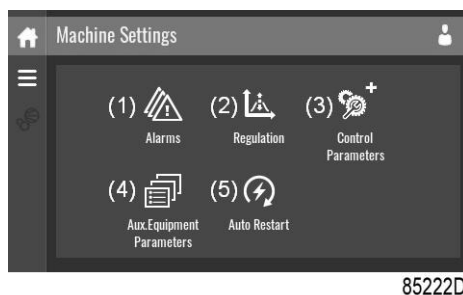 Machine Settings
(1) (2) (3)
Alarms Regulation Control
Parameters
(4) (5)
Aux.Equipment Auto Restart
Parameters
85222D